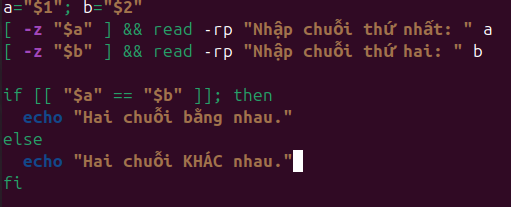 a="$1"; b="$2"
[ -z "$a" ] && read -rp "Nhập chuỗi thứ nhất: " a
[ -z "$b" ] && read -rp "Nhập chuỗi thứ hai: " b

if [[ "$a" == "$b" ]]; then
  echo "Hai chuỗi bằng nhau."
else
  echo "Hai chuỗi KHÁC nhau."
fi